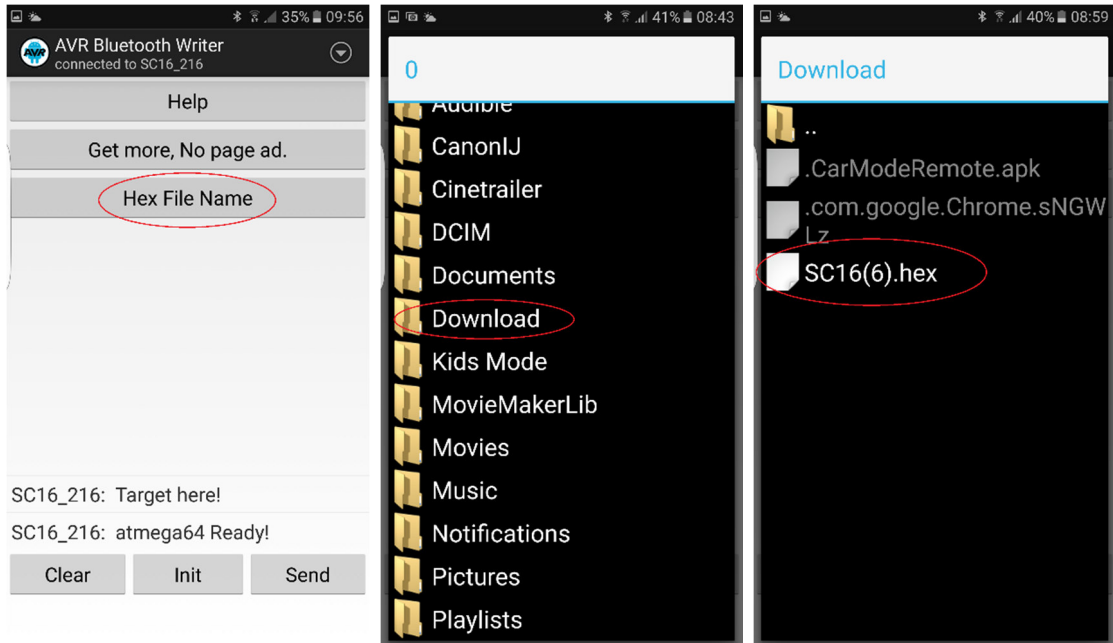 35% 09:56
AVR Bluetooth Writer
AVR
connected to SC16_216
Help
Get more, No page ad.
Hex File Name
SC16_216: Target here!
SC16_216: atmega64 Ready!
Clear Init Send
41% 08:43
0
Audible
CanonIJ
Cinetrailer
DCIM
Documents
Download
Kids Mode
MovieMakerLib
Movies
Music
Notifications
Pictures
Playlists
40% 08:59
Download
..
.CarModeRemote.apk
.com.google.Chrome.sNGW
Lz
SC16(6).hex